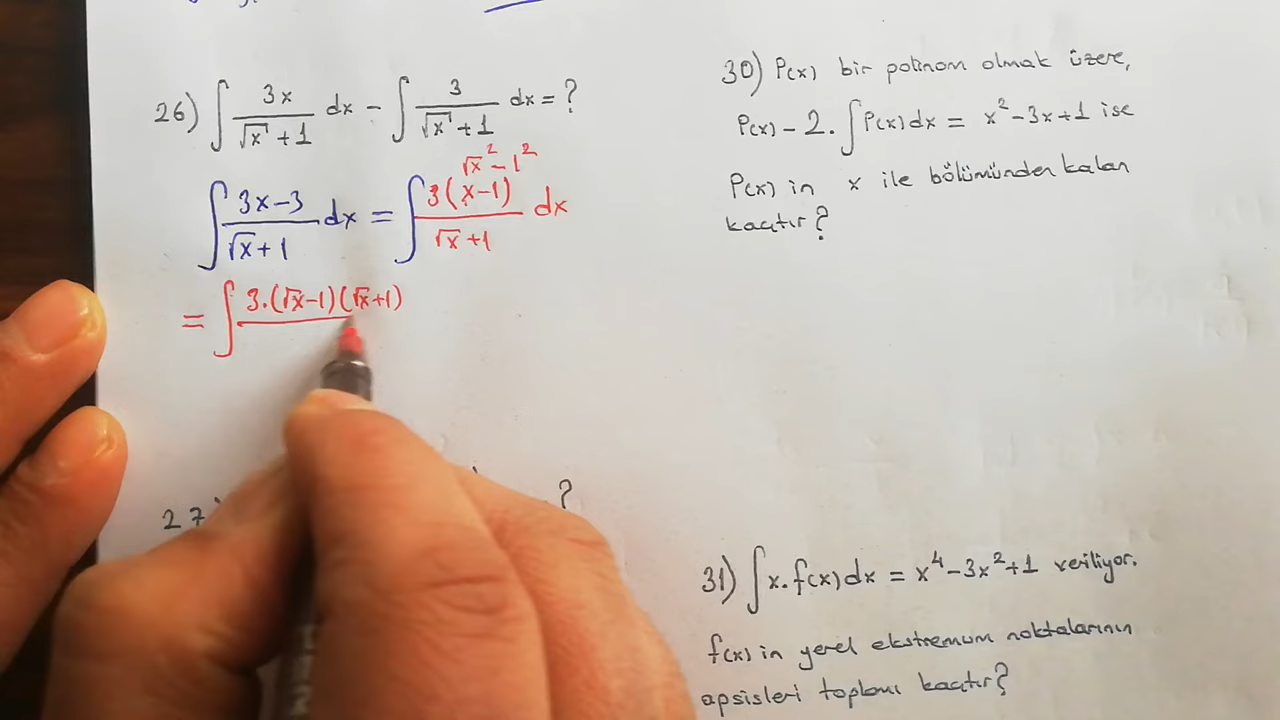 26) ∫ 3x/(√x + 1) dx - ∫ 3/(√x + 1) dx = ?
√x² - 1²
∫ (3x-3)/(√x+1) dx = ∫ 3(x-1)/(√x+1) dx
= ∫ 3.(√x-1)(√x+1)
27
?
30) P(x) bir polinom olmak üzere,
P(x) - 2. ∫ P(x) dx = x² - 3x + 1 ise
P(x) in x ile bölümünden kalan
kaçtır?
31) ∫ x. f(x) dx = x⁴ - 3x² + 1 veriliyor.
f(x) in yerel ekstremum noktalarının
apsisleri toplamı kaçtır?